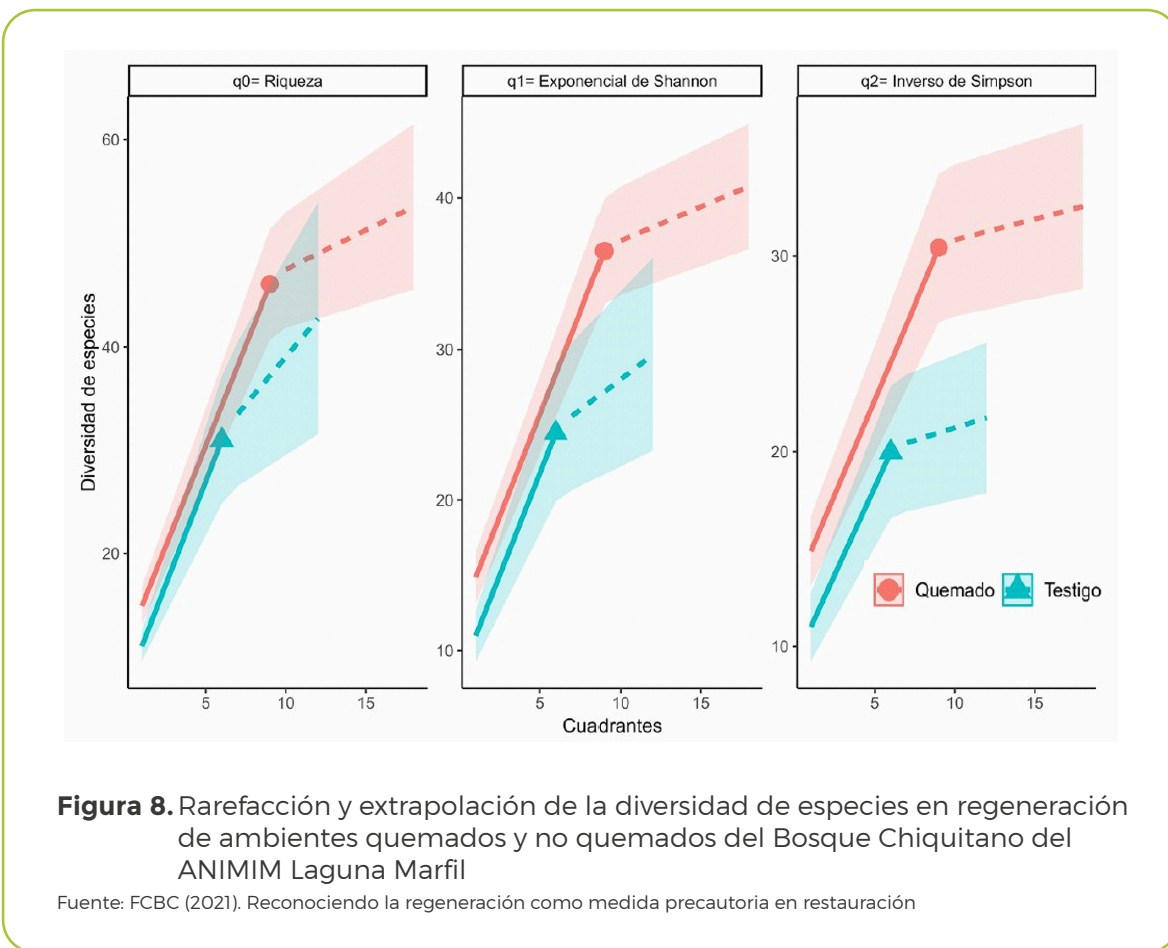 q0= Riqueza
q1= Exponencial de Shannon
q2= Inverso de Simpson
Diversidad de especies
60
40
20
40
30
20
10
30
20
10
Quemado
Testigo
5 10 15
5 10 15
5 10 15
Cuadrantes
Figura 8. Rarefacción y extrapolación de la diversidad de especies en regeneración
de ambientes quemados y no quemados del Bosque Chiquitano del
ANIMIM Laguna Marfil
Fuente: FCBC (2021). Reconociendo la regeneración como medida precautoria en restauración